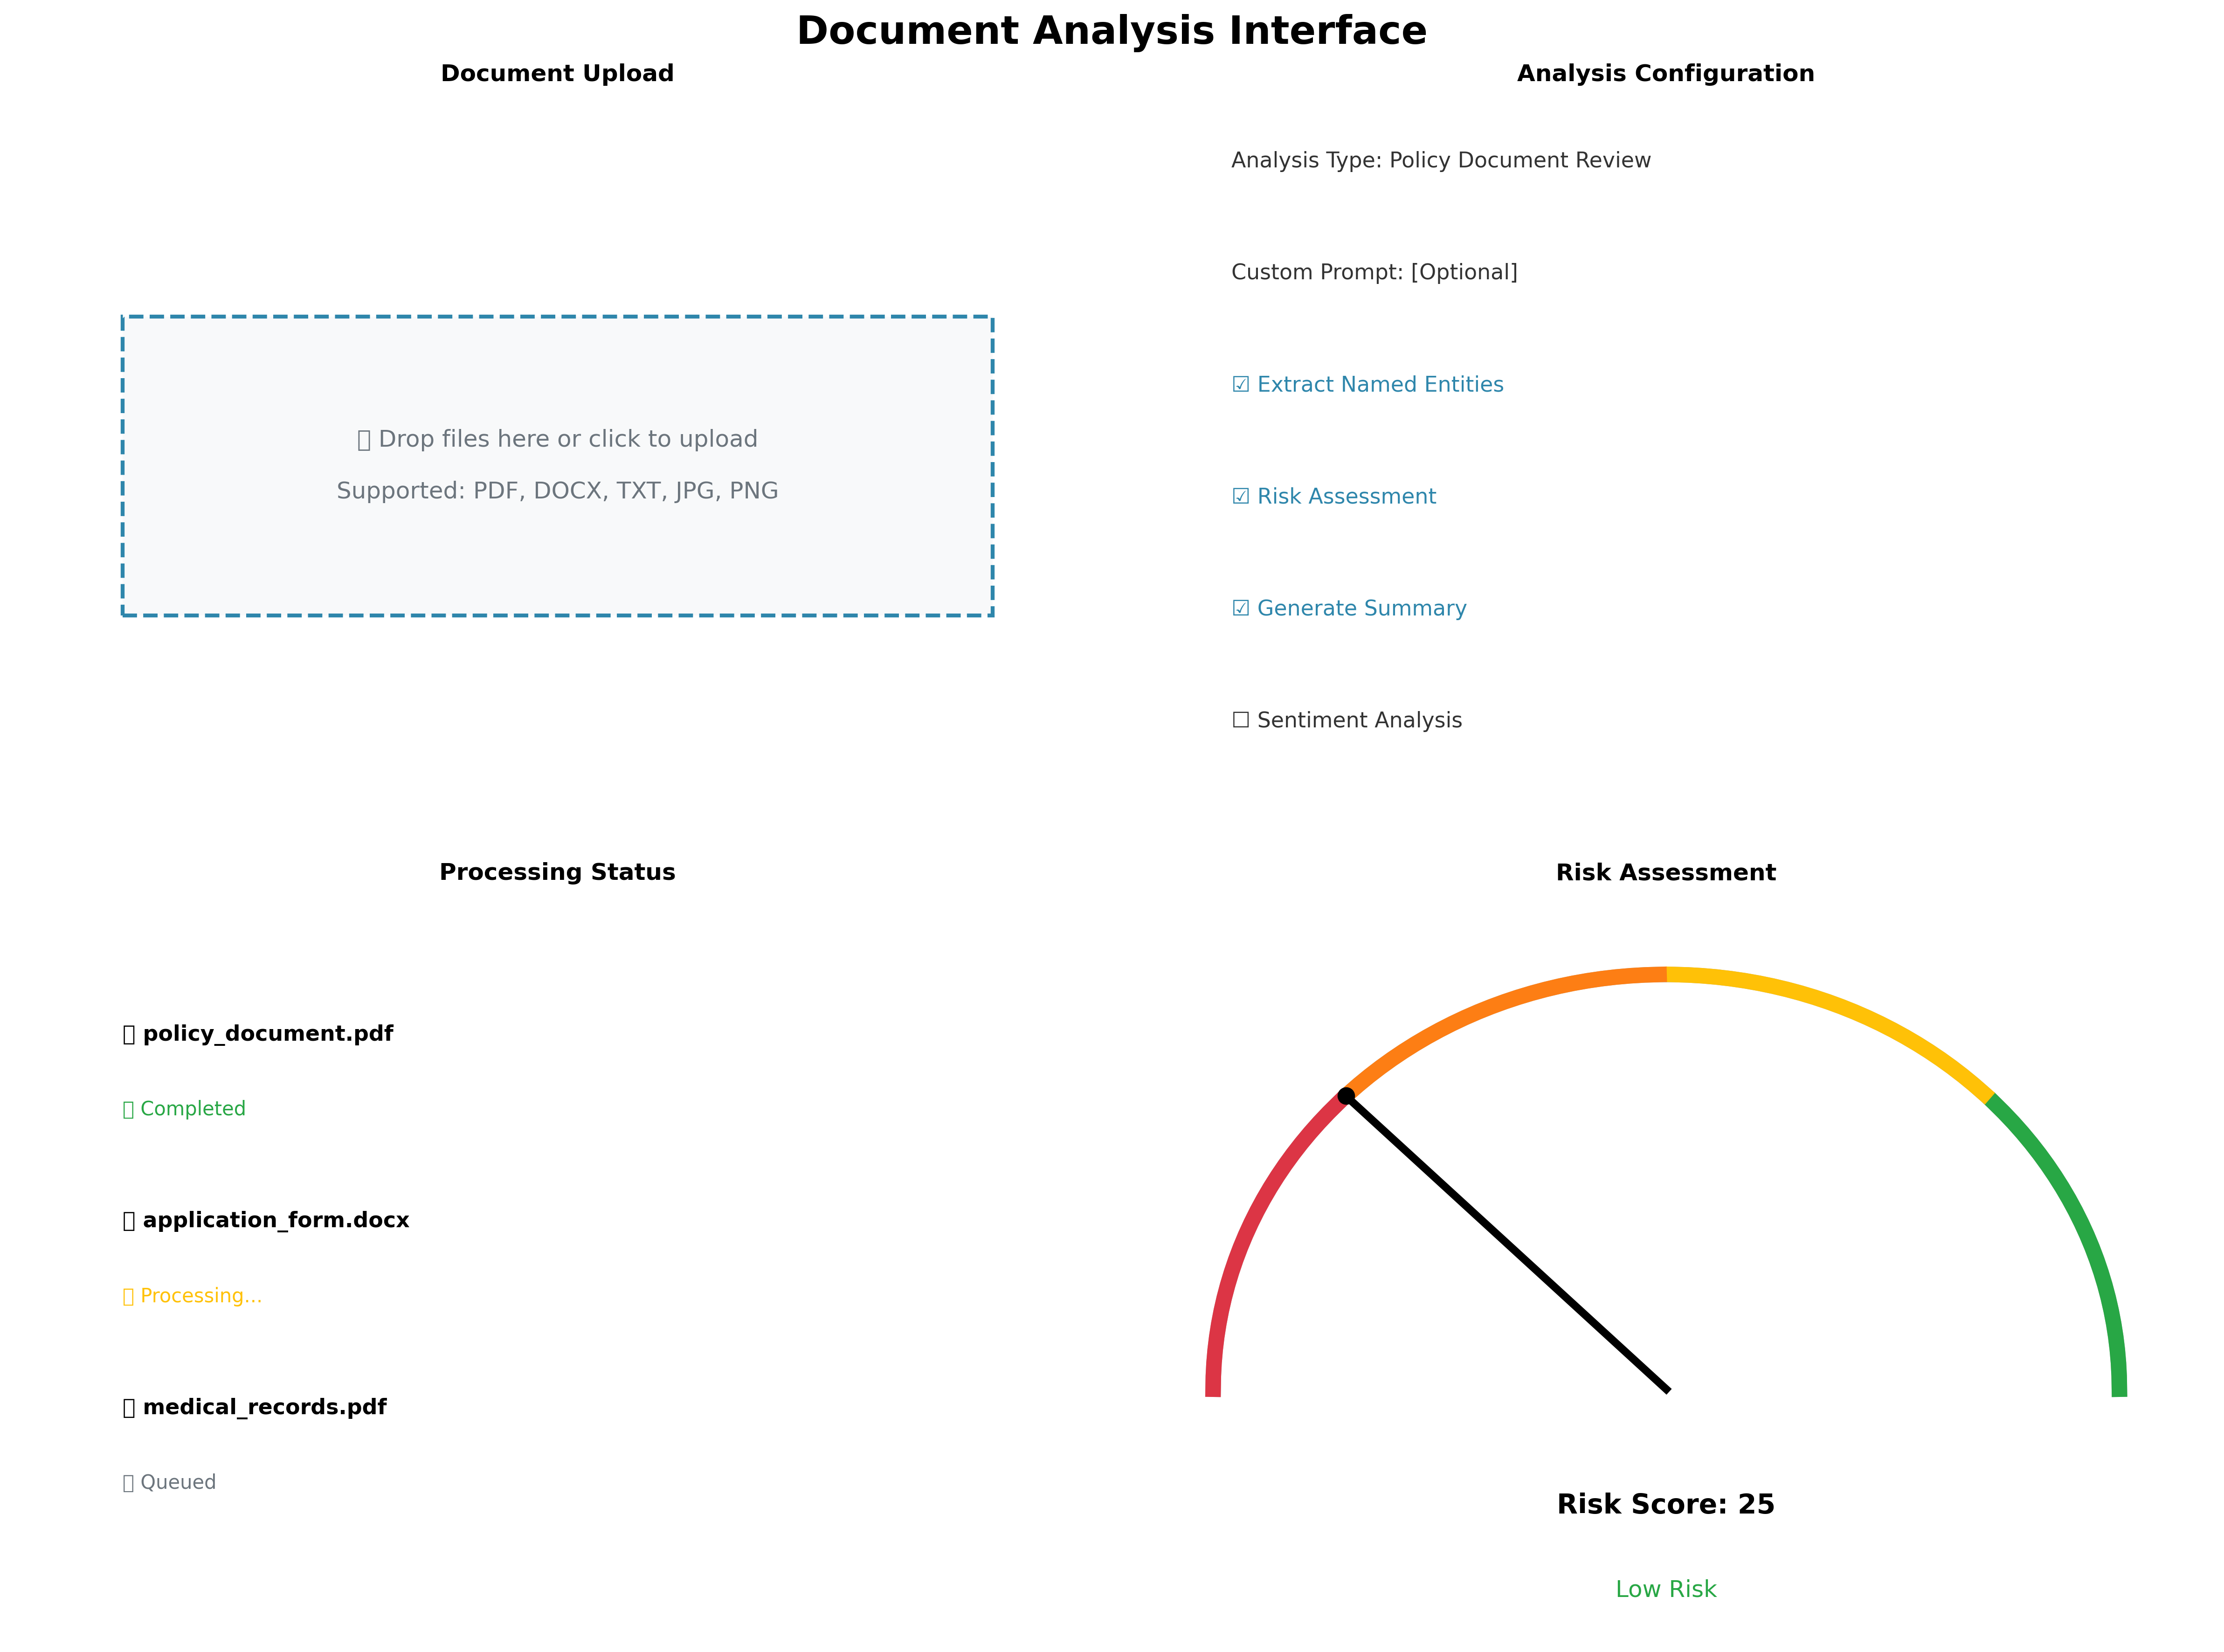 Document Analysis Interface
Document Upload
Drop files here or click to upload
Supported: PDF, DOCX, TXT, JPG, PNG
Analysis Configuration
Analysis Type: Policy Document Review
Custom Prompt: [Optional]
☑ Extract Named Entities
☑ Risk Assessment
☑ Generate Summary
☐ Sentiment Analysis
Processing Status
policy_document.pdf
Completed
application_form.docx
Processing...
medical_records.pdf
Queued
Risk Assessment
Risk Score: 25
Low Risk